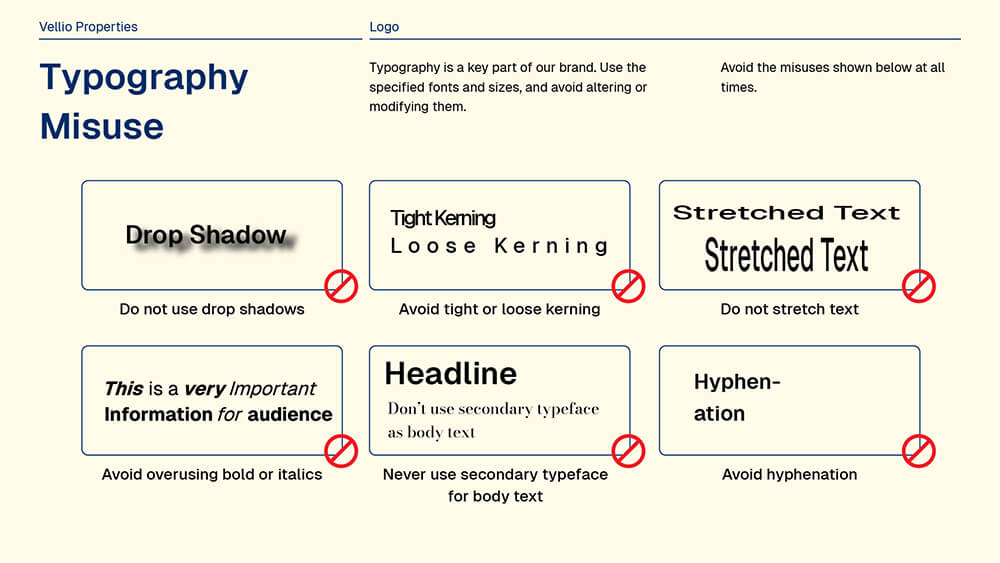 Vellio Properties
Logo
Typography
Misuse
Typography is a key part of our brand. Use the
specified fonts and sizes, and avoid altering or
modifying them.
Avoid the misuses shown below at all
times.
Drop Shadow
Do not use drop shadows
Tight Kerning
Loose Kerning
Avoid tight or loose kerning
Stretched Text
Stretched Text
Do not stretch text
This is a very Important
Information for audience
Avoid overusing bold or italics
Headline
Don't use secondary typeface
as body text
Never use secondary typeface
for body text
Hyphen-
ation
Avoid hyphenation